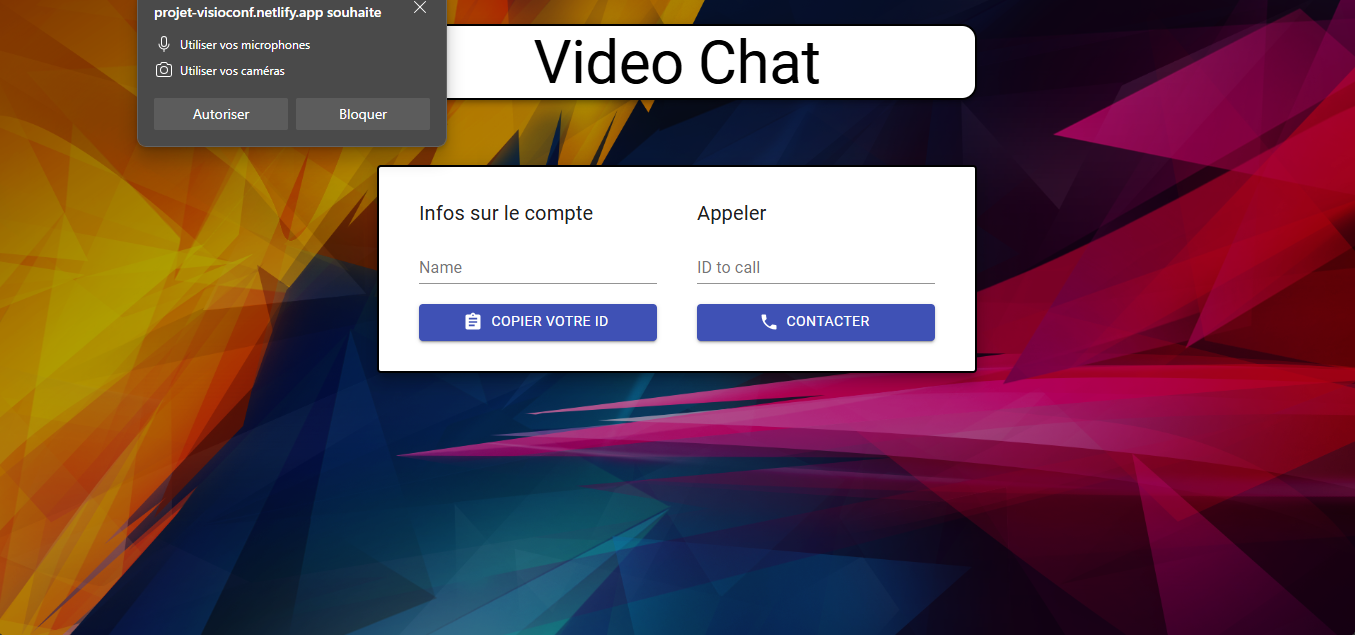 projet-visioconf.netlify.app souhaite
Utiliser vos microphones
Utiliser vos caméras
Autoriser
Bloquer
Video Chat
Infos sur le compte
Name
COPIER VOTRE ID
Appeler
ID to call
CONTACTER